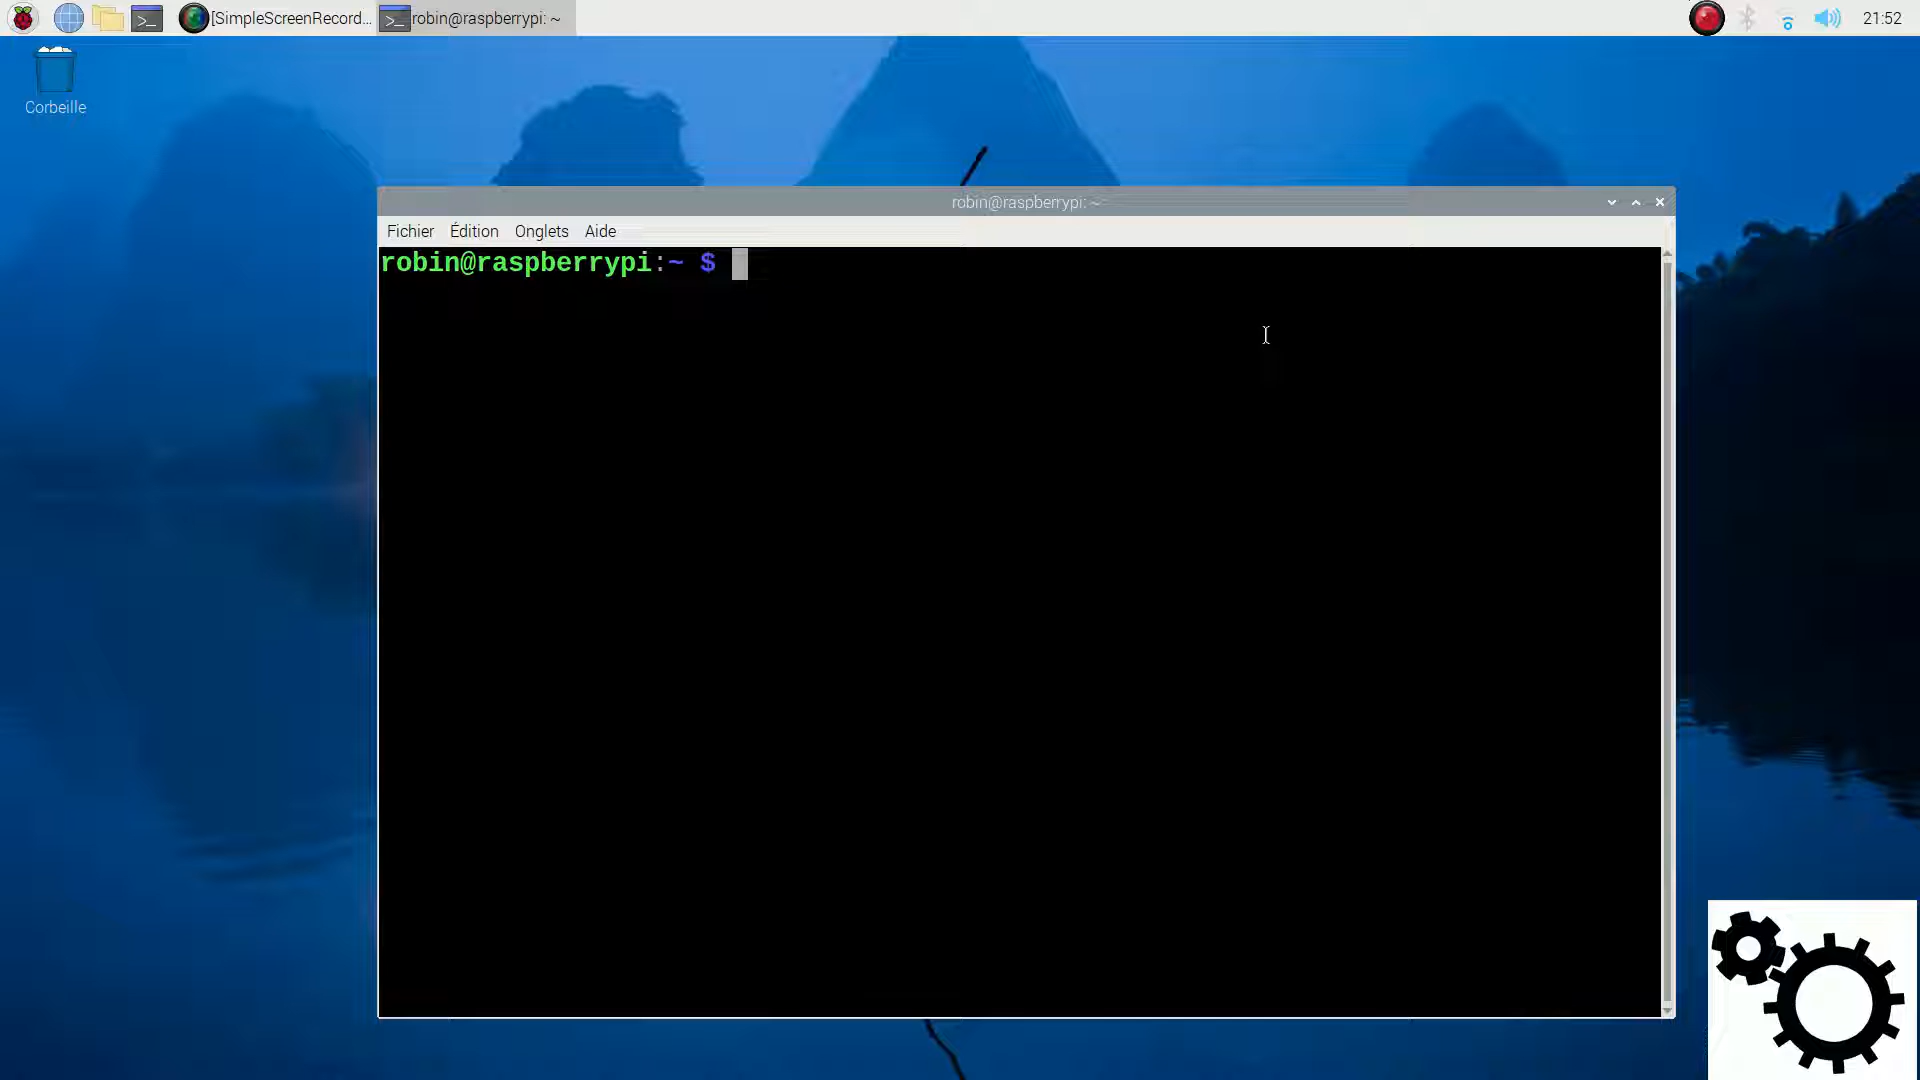 [SimpleScreenRecord... robin@raspberrypi: ~ 21:52
Corbeille
robin@raspberrypi: ~
Fichier Édition Onglets Aide
robin@raspberrypi:~ $